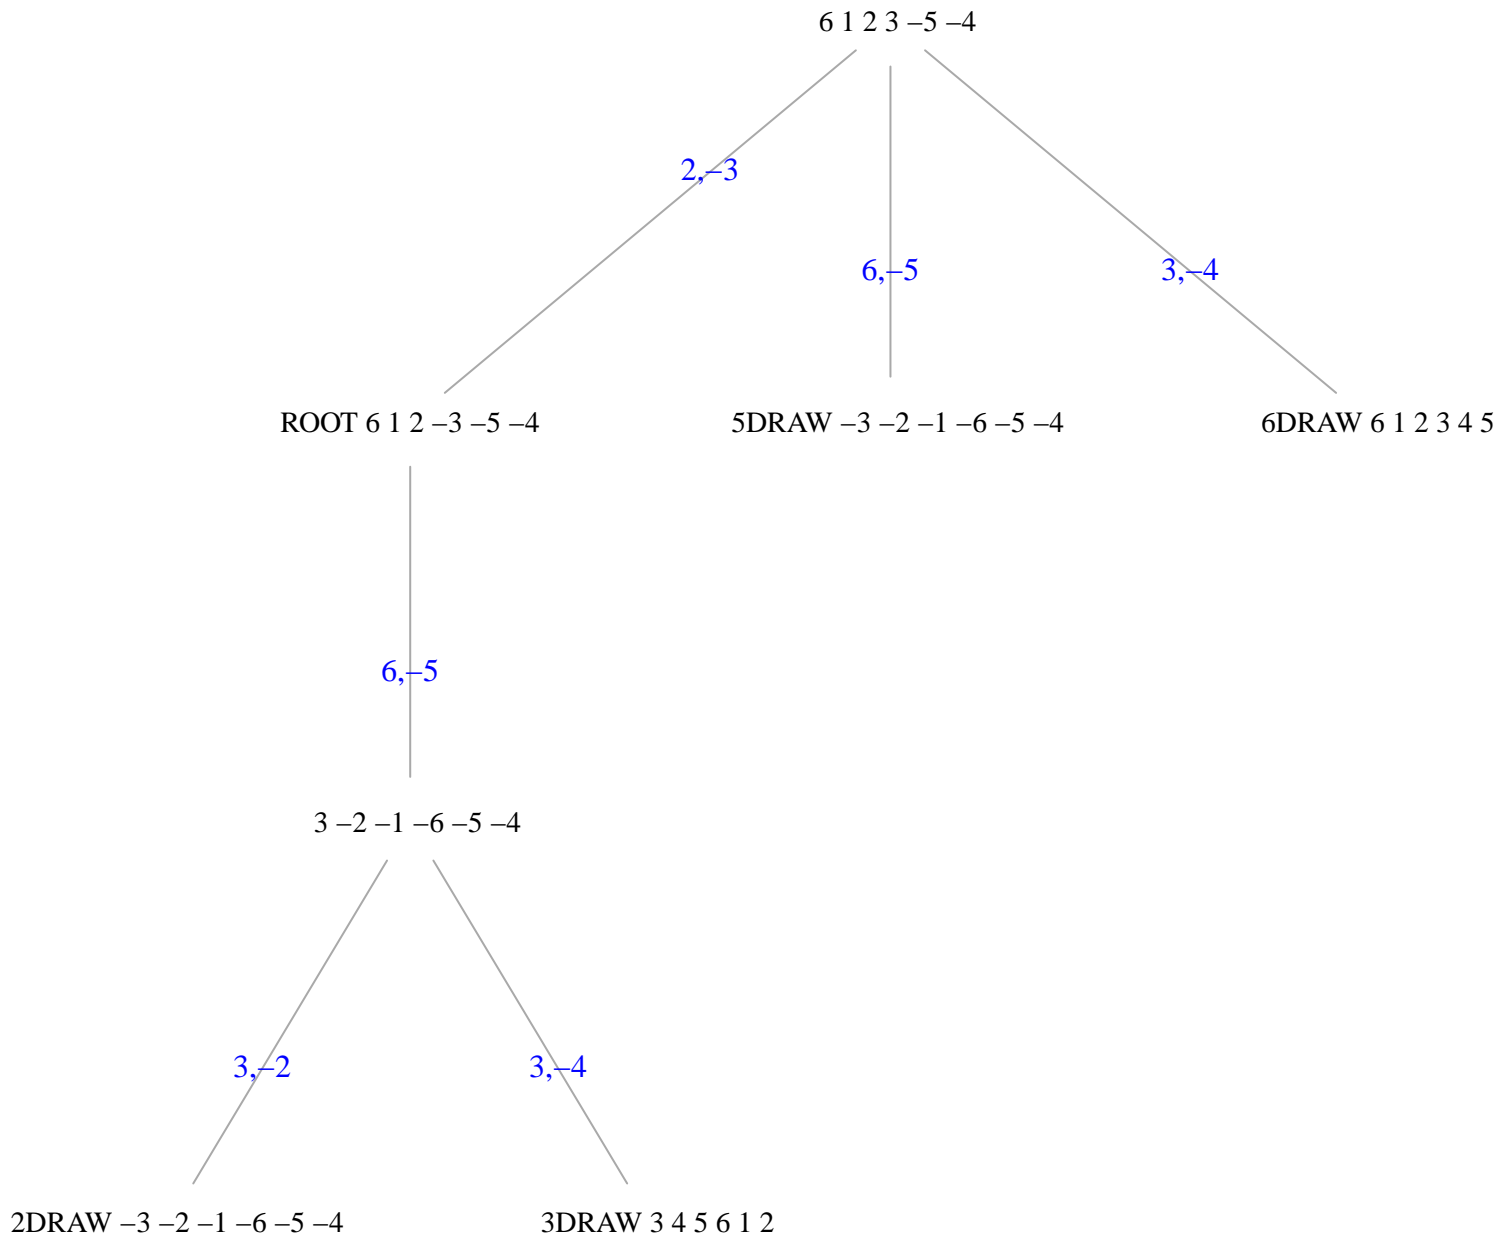 6 1 2 3 –5 –4
2,–3
6,–5
3,–4
ROOT 6 1 2 –3 –5 –4
5DRAW –3 –2 –1 –6 –5 –4
6DRAW 6 1 2 3 4 5
6,–5
3 –2 –1 –6 –5 –4
3,–2
3,–4
2DRAW –3 –2 –1 –6 –5 –4
3DRAW 3 4 5 6 1 2